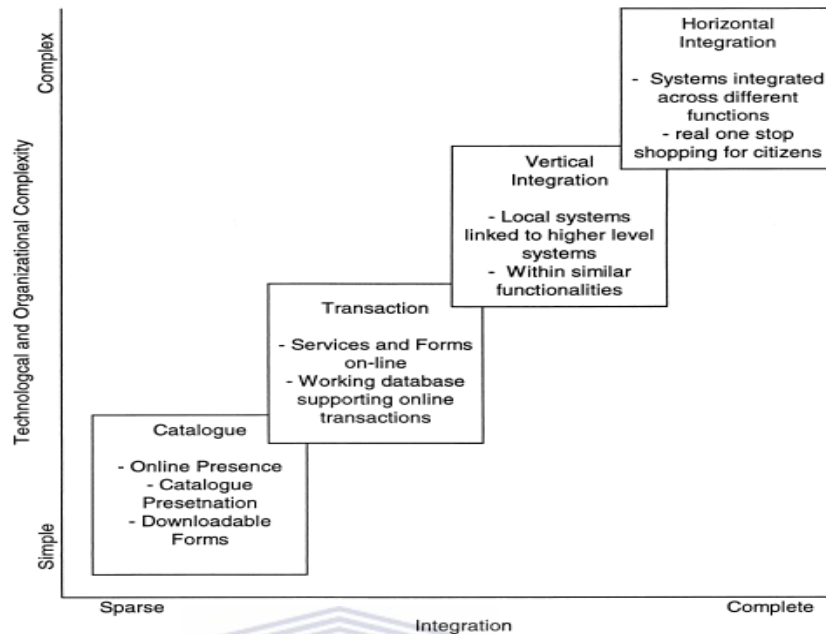 Complex
Technologcal and Organizational Complexity
Simple
Horizontal
Integration
- Systems integrated
across different
functions
- real one stop
shopping for citizens
Vertical
Integration
- Local systems
linked to higher level
systems
- Within similar
functionalities
Transaction
- Services and Forms
on-line
- Working database
supporting online
transactions
Catalogue
- Online Presence
- Catalogue
Presetnation
- Downloadable
Forms
Sparse
Complete
Integration